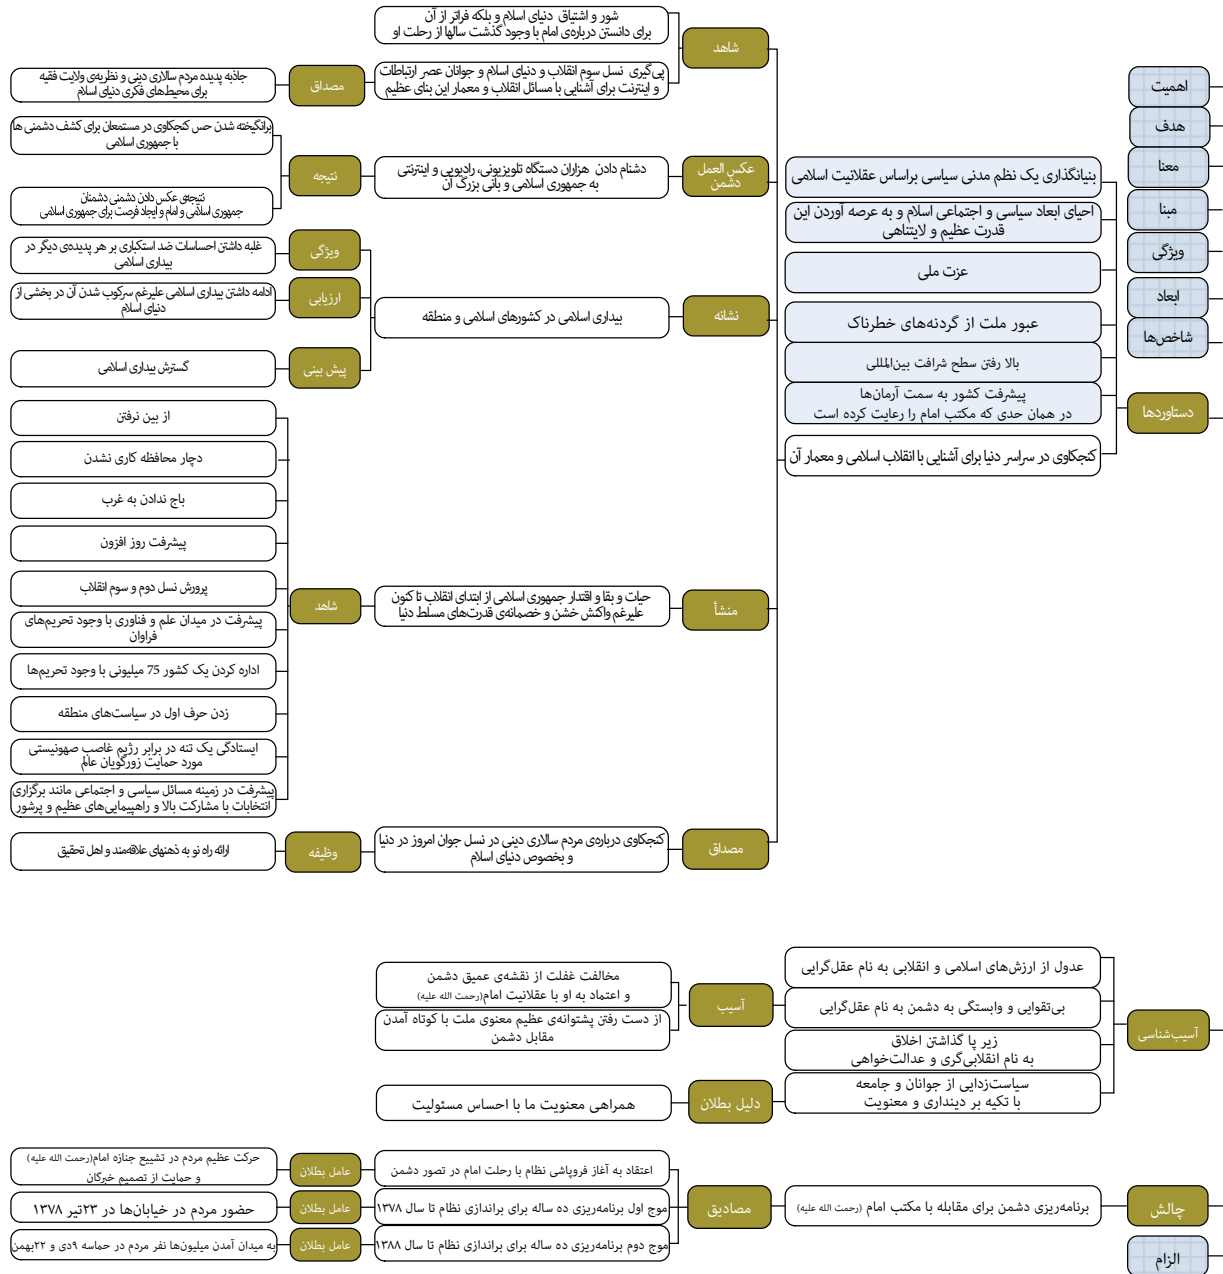 اهمیت
هدف
معنا
مبنا
ویژگی
ابعاد
شاخص‌ها
دستاوردها
بنیانگذاری یک نظم مدنی سیاسی براساس عقلانیت اسلامی
احیای ابعاد سیاسی و اجتماعی اسلام و به عرصه آوردن این
قدرت عظیم و لایتناهی
عزت ملی
عبور ملت از گردنه‌های خطرناک
بالا رفتن سطح شرافت بین‌المللی
پیشرفت کشور به سمت آرمان‌ها
در همان حدی که مکتب امام را رعایت کرده است
کنجکاوی در سراسر دنیا برای آشنایی با انقلاب اسلامی و معمار آن
شاهد
شور و اشتیاق دنیای اسلام و بلکه فراتر از آن
برای دانستن درباره‌ی امام با وجود گذشت سالها از رحلت او
پی‌گیری نسل سوم انقلاب و دنیای اسلام و جوانان عصر ارتباطات
و اینترنت برای آشنایی با مسائل انقلاب و معمار این بنای عظیم
مصداق
جاذبه پدیده مردم سالاری دینی و نظریه‌ی ولایت فقیه
برای محیط‌های فکری دنیای اسلام
عکس العمل
دشمن
دشنام دادن هزاران دستگاه تلویزیونی، رادیویی و اینترنتی
به جمهوری اسلامی و بانی بزرگ آن
نتیجه
برانگیخته شدن حس کنجکاوی در مستمعان برای کشف دشمنی ها
با جمهوری اسلامی
نتیجه‌ی عکس دادن دشمنی دشمنان
جمهوری اسلامی و امام و ایجاد فرصت برای جمهوری اسلامی
نشانه
بیداری اسلامی در کشورهای اسلامی و منطقه
ویژگی
غلبه داشتن احساسات ضد استکباری بر هر پدیده‌ی دیگر در
بیداری اسلامی
ارزیابی
ادامه داشتن بیداری اسلامی علیرغم سرکوب شدن آن در بخشی از
دنیای اسلام
پیش بینی
گسترش بیداری اسلامی
منشأ
حیات و بقا و اقتدار جمهوری اسلامی از ابتدای انقلاب تا کنون
علیرغم واکنش خشن و خصمانه‌ی قدرت‌های مسلط دنیا
شاهد
از بین نرفتن
دچار محافظه کاری نشدن
باج ندادن به غرب
پیشرفت روز افزون
پرورش نسل دوم و سوم انقلاب
پیشرفت در میدان علم و فناوری با وجود تحریم‌های
فراوان
اداره کردن یک کشور 75 میلیونی با وجود تحریم‌ها
زدن حرف اول در سیاست‌های منطقه
ایستادگی یک تنه در برابر رژیم غاصب صهونیستی
مورد حمایت زورگویان عالم
پیشرفت در زمینه مسائل سیاسی و اجتماعی مانند برگزاری
انتخابات با مشارکت بالا و راهپیمایی‌های عظیم و پرشور
مصداق
کنجکاوی درباره‌ی مردم سالاری دینی در نسل جوان امروز در دنیا
و بخصوص دنیای اسلام
وظیفه
ارائه راه نو به ذهنهای علاقه‌مند و اهل تحقیق
آسیب‌شناسی
عدول از ارزش‌های اسلامی و انقلابی به نام عقل‌گرایی
بی‌تقوایی و وابستگی به دشمن به نام عقل‌گرایی
زیر پا گذاشتن اخلاق
به نام انقلابی‌گری و عدالت‌خواهی
سیاست‌زدایی از جوانان و جامعه
با تکیه بر دینداری و معنویت
آسیب
مخالفت غفلت از نقشه‌ی عمیق دشمن
و اعتماد به او با عقلانیت امام(رحمت الله علیه)
از دست رفتن پشتوانه‌ی عظیم معنوی ملت با کوتاه آمدن
مقابل دشمن
دلیل بطلان
همراهی معنویت ما با احساس مسئولیت
چالش
برنامه‌ریزی دشمن برای مقابله با مکتب امام (رحمت الله علیه)
مصادیق
اعتقاد به آغاز فروپاشی نظام با رحلت امام در تصور دشمن
عامل بطلان
حرکت عظیم مردم در تشییع جنازه امام(رحمت الله علیه)
و حمایت از تصمیم خبرگان
موج اول برنامه‌ریزی ده ساله برای براندازی نظام تا سال ۱۳۷۸
عامل بطلان
حضور مردم در خیابان‌ها در ۲۳تیر ۱۳۷۸
موج دوم برنامه‌ریزی ده ساله برای براندازی نظام تا سال ۱۳۸۸
عامل بطلان
به میدان آمدن میلیون‌ها نفر مردم در حماسه ۹دی و ۲۲بهمن
الزام